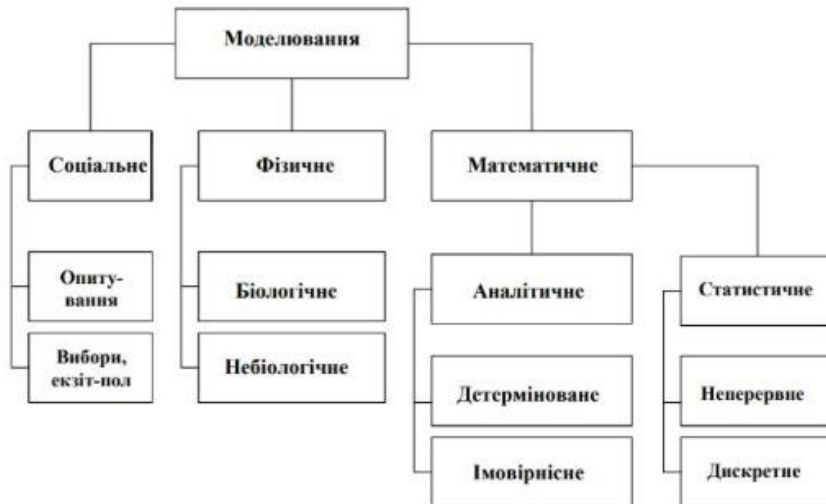 Моделювання
Соціальне
Фізичне
Математичне
Опиту-
вання
Біологічне
Аналітичне
Статистичне
Вибори,
екзіт-пол
Небіологічне
Детерміноване
Неперервне
Імовірнісне
Дискретне